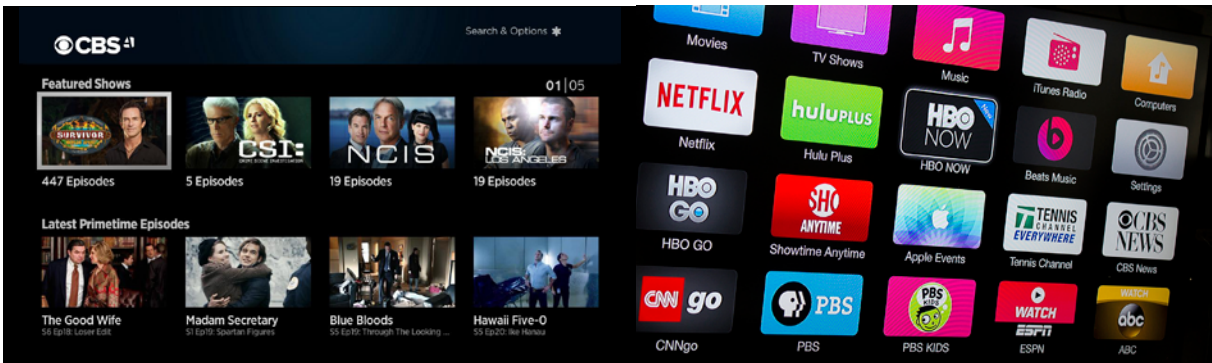 CBS
Search & Options ✱
Featured Shows
01|05
SURVIVOR
CSI:
CRIME SCENE INVESTIGATION
NCIS
NCIS:
LOS ANGELES
447 Episodes
5 Episodes
19 Episodes
19 Episodes
Latest Primetime Episodes
The Good Wife
S6 Ep18: Loser Edit
Madam Secretary
S1 Ep19: Spartan Figures
Blue Bloods
S5 Ep19: Through The Looking ...
Hawaii Five-0
S5 Ep20: Ike Hanau
Movies
TV Shows
Music
iTunes Radio
Computers
NETFLIX
huluPLUS
HBO
NOW
New
Netflix
Hulu Plus
HBO NOW
Beats Music
Settings
HBO
GO
SHO
ANYTIME
TENNIS
CHANNEL
EVERYWHERE
CBS
NEWS
HBO GO
Showtime Anytime
Apple Events
Tennis Channel
CBS News
CNN go
PBS
PBS
KIDS
WATCH
ESPN
WATCH
abc
CNNgo
PBS
PBS KIDS
ESPN
ABC